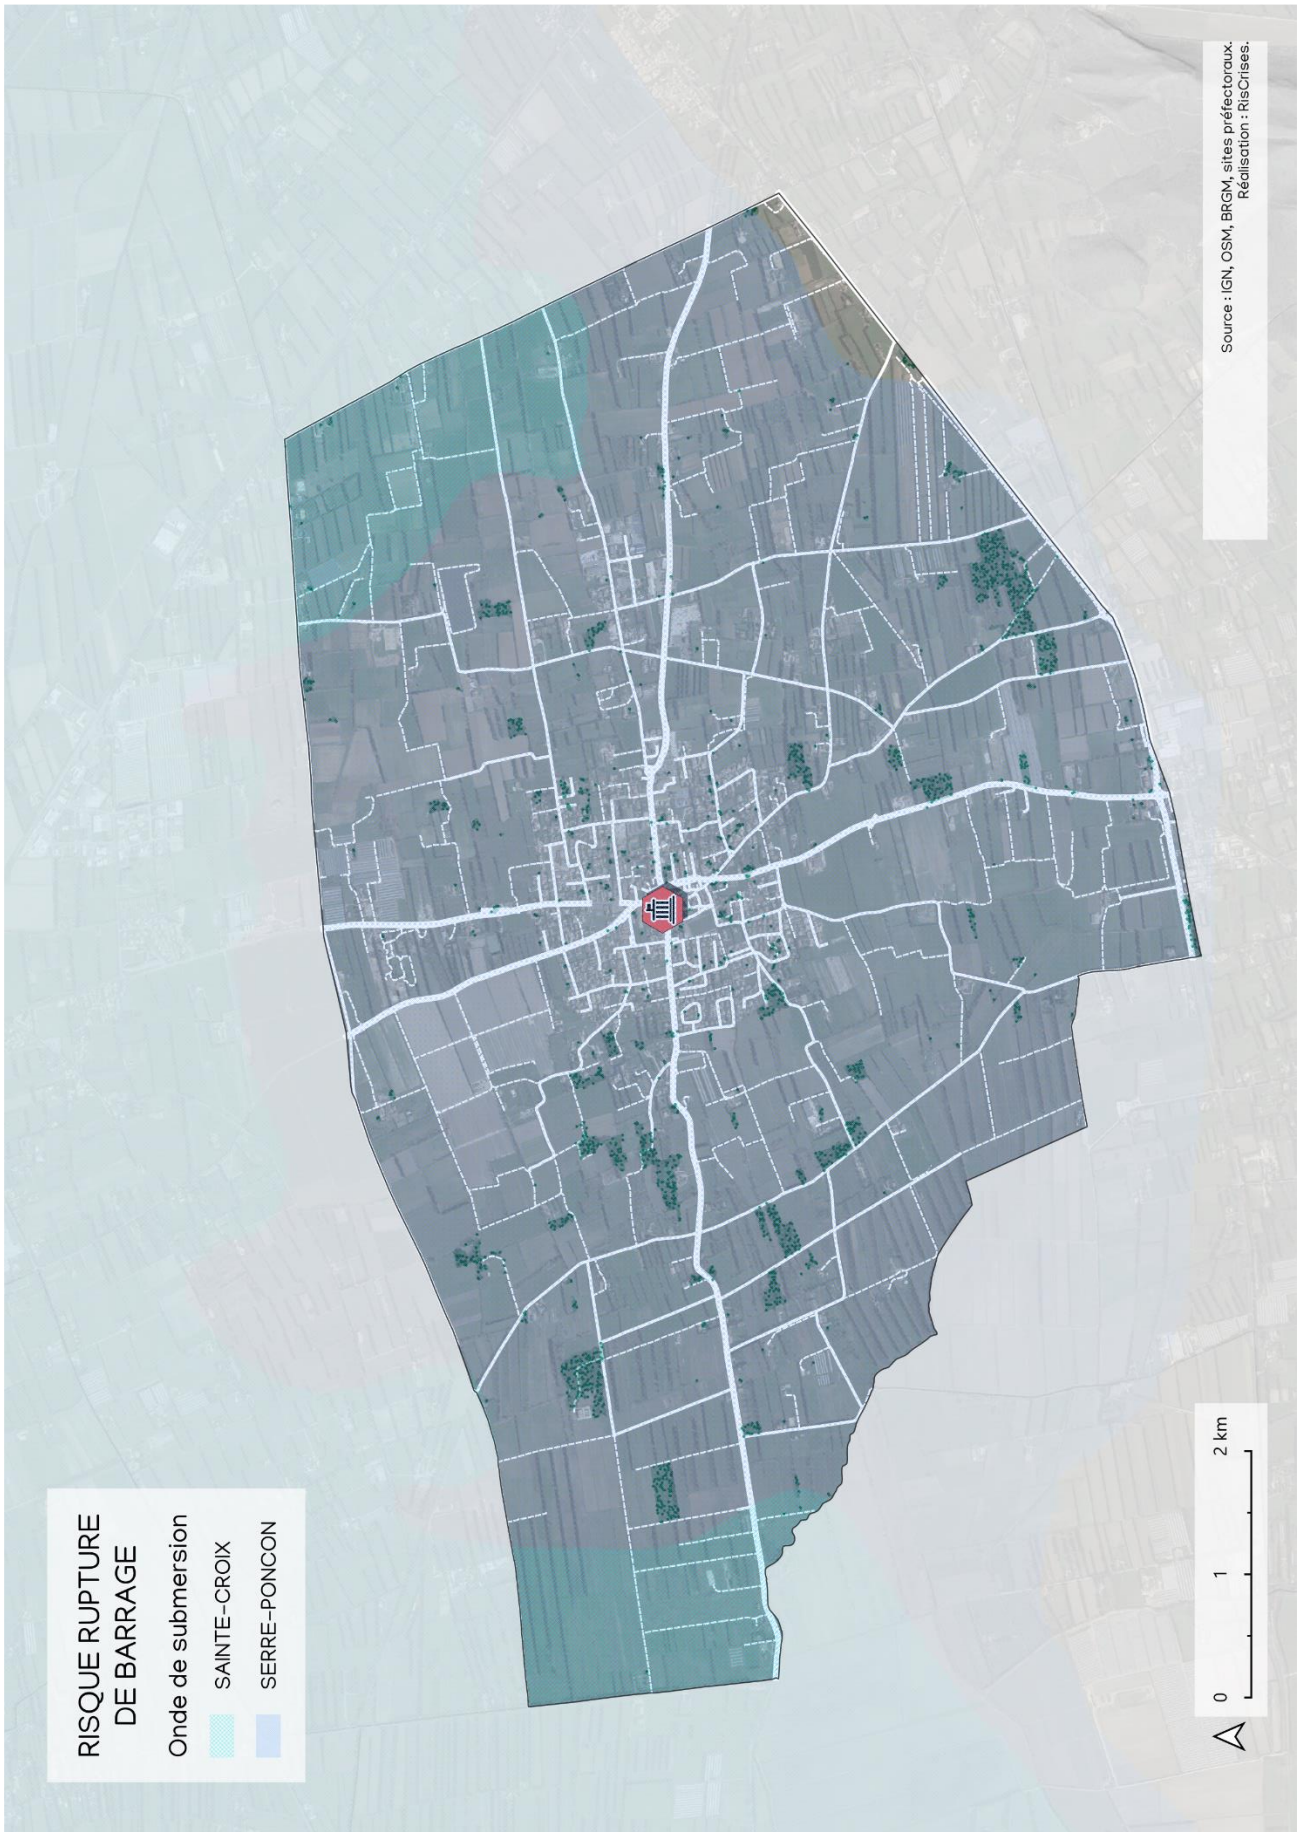 RISQUE RUPTURE
DE BARRAGE
Onde de submersion
SAINTE-CROIX
SERRE-PONCON
0 1 2 km
Source : IGN, OSM, BRGM, sites préfectoraux.
Réalisation : RisCrises.